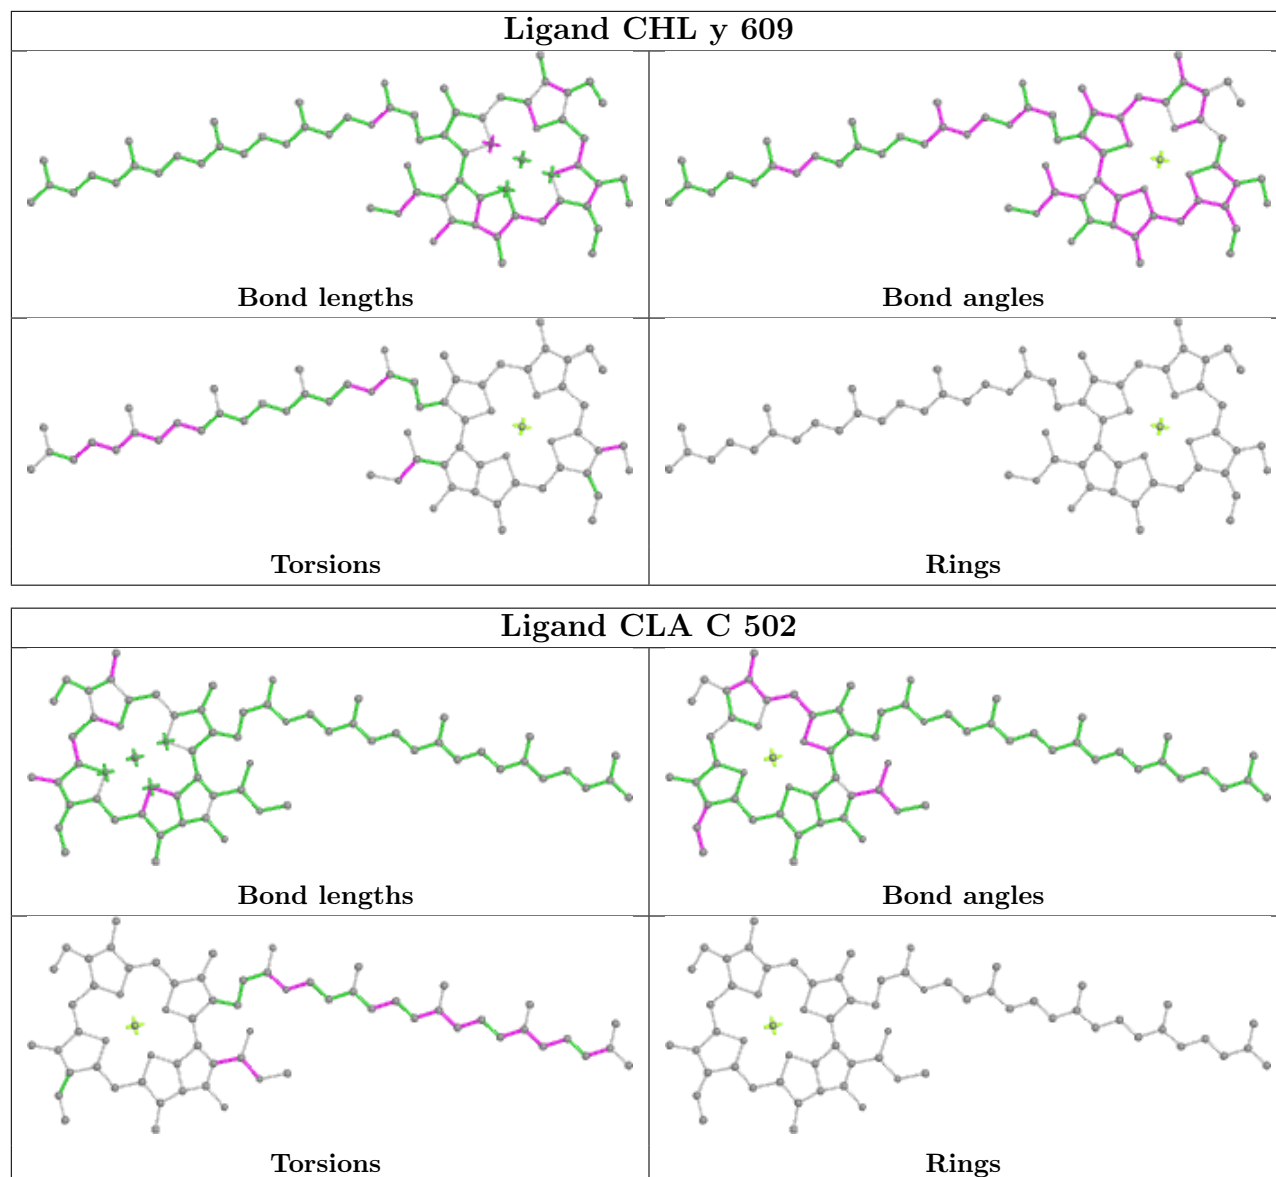 Ligand CHL y 609
Bond lengths
Bond angles
Torsions
Rings
Ligand CLA C 502
Bond lengths
Bond angles
Torsions
Rings